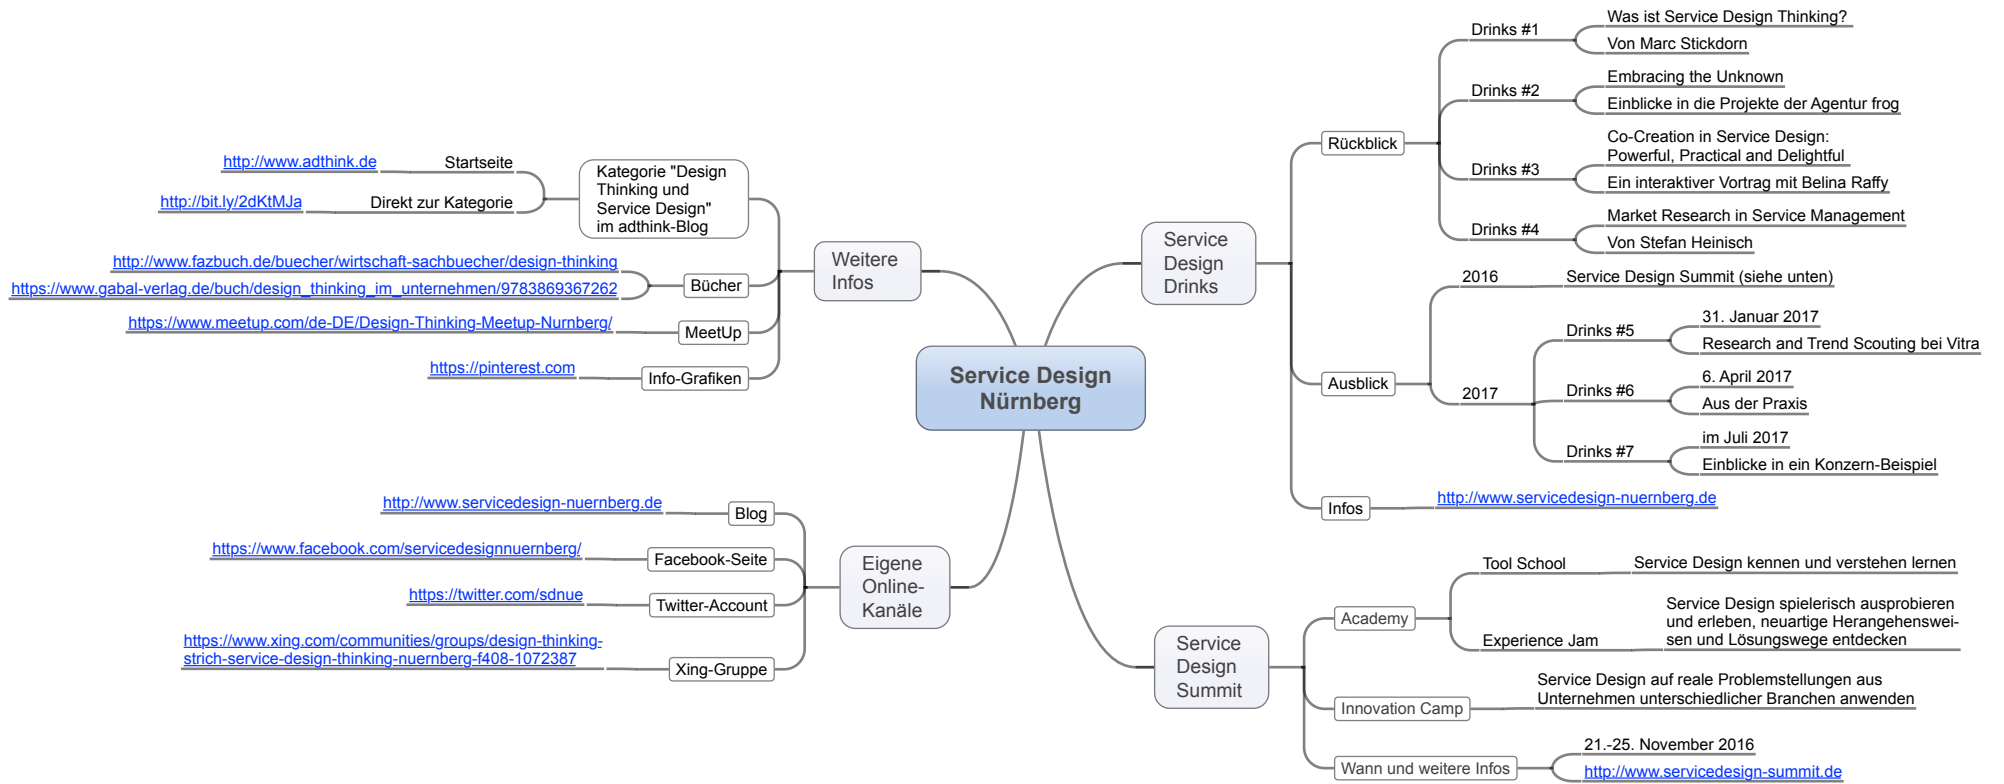 Service Design
Nürnberg
Service
Design
Drinks
Rückblick
Drinks #1
Was ist Service Design Thinking?
Von Marc Stickdorn
Drinks #2
Embracing the Unknown
Einblicke in die Projekte der Agentur frog
Drinks #3
Co-Creation in Service Design:
Powerful, Practical and Delightful
Ein interaktiver Vortrag mit Belina Raffy
Drinks #4
Market Research in Service Management
Von Stefan Heinisch
Ausblick
2016
Service Design Summit (siehe unten)
2017
Drinks #5
31. Januar 2017
Research and Trend Scouting bei Vitra
Drinks #6
6. April 2017
Aus der Praxis
Drinks #7
im Juli 2017
Einblicke in ein Konzern-Beispiel
Infos
http://www.servicedesign-nuernberg.de
Service
Design
Summit
Academy
Tool School
Service Design kennen und verstehen lernen
Experience Jam
Service Design spielerisch ausprobieren
und erleben, neuartige Herangehenswei-
sen und Lösungswege entdecken
Innovation Camp
Service Design auf reale Problemstellungen aus
Unternehmen unterschiedlicher Branchen anwenden
Wann und weitere Infos
21.-25. November 2016
http://www.servicedesign-summit.de
Weitere
Infos
Kategorie "Design
Thinking und
Service Design"
im adthink-Blog
Startseite
http://www.adthink.de
Direkt zur Kategorie
http://bit.ly/2dKtMJa
Bücher
http://www.fazbuch.de/buecher/wirtschaft-sachbuecher/design-thinking
https://www.gabal-verlag.de/buch/design_thinking_im_unternehmen/9783869367262
MeetUp
https://www.meetup.com/de-DE/Design-Thinking-Meetup-Nurnberg/
Info-Grafiken
https://pinterest.com
Eigene
Online-
Kanäle
Blog
http://www.servicedesign-nuernberg.de
Facebook-Seite
https://www.facebook.com/servicedesignnuernberg/
Twitter-Account
https://twitter.com/sdnue
Xing-Gruppe
https://www.xing.com/communities/groups/design-thinking-
strich-service-design-thinking-nuernberg-f408-1072387